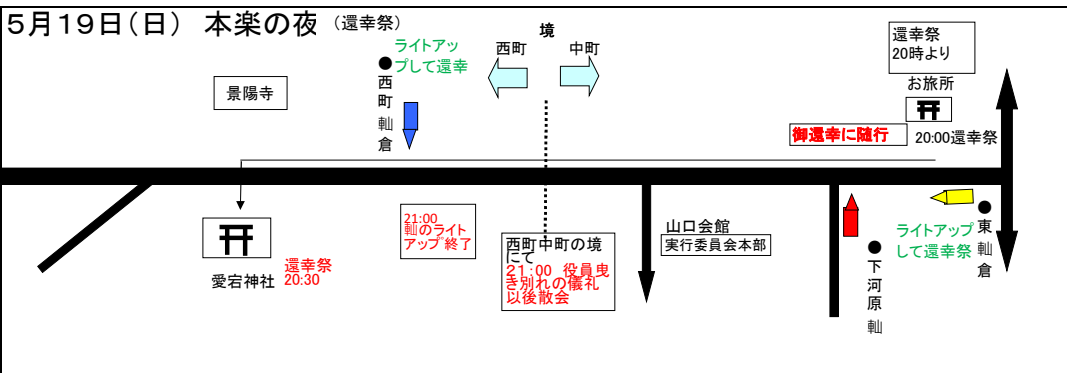 5月19日(日) 本楽の夜 (還幸祭)
境
西町 中町
ライトアッ
プして還幸
●西町軕倉
景陽寺
還幸祭
20時より
お旅所
御還幸に随行
20:00還幸祭
愛宕神社
還幸祭
20:30
21:00
軕のライト
アップ終了
西町中町の境
にて
21:00 役員曳
き別れの儀礼
以後散会
山口会館
実行委員会本部
●下河原軕
ライトアップ
して還幸祭
●東軕倉